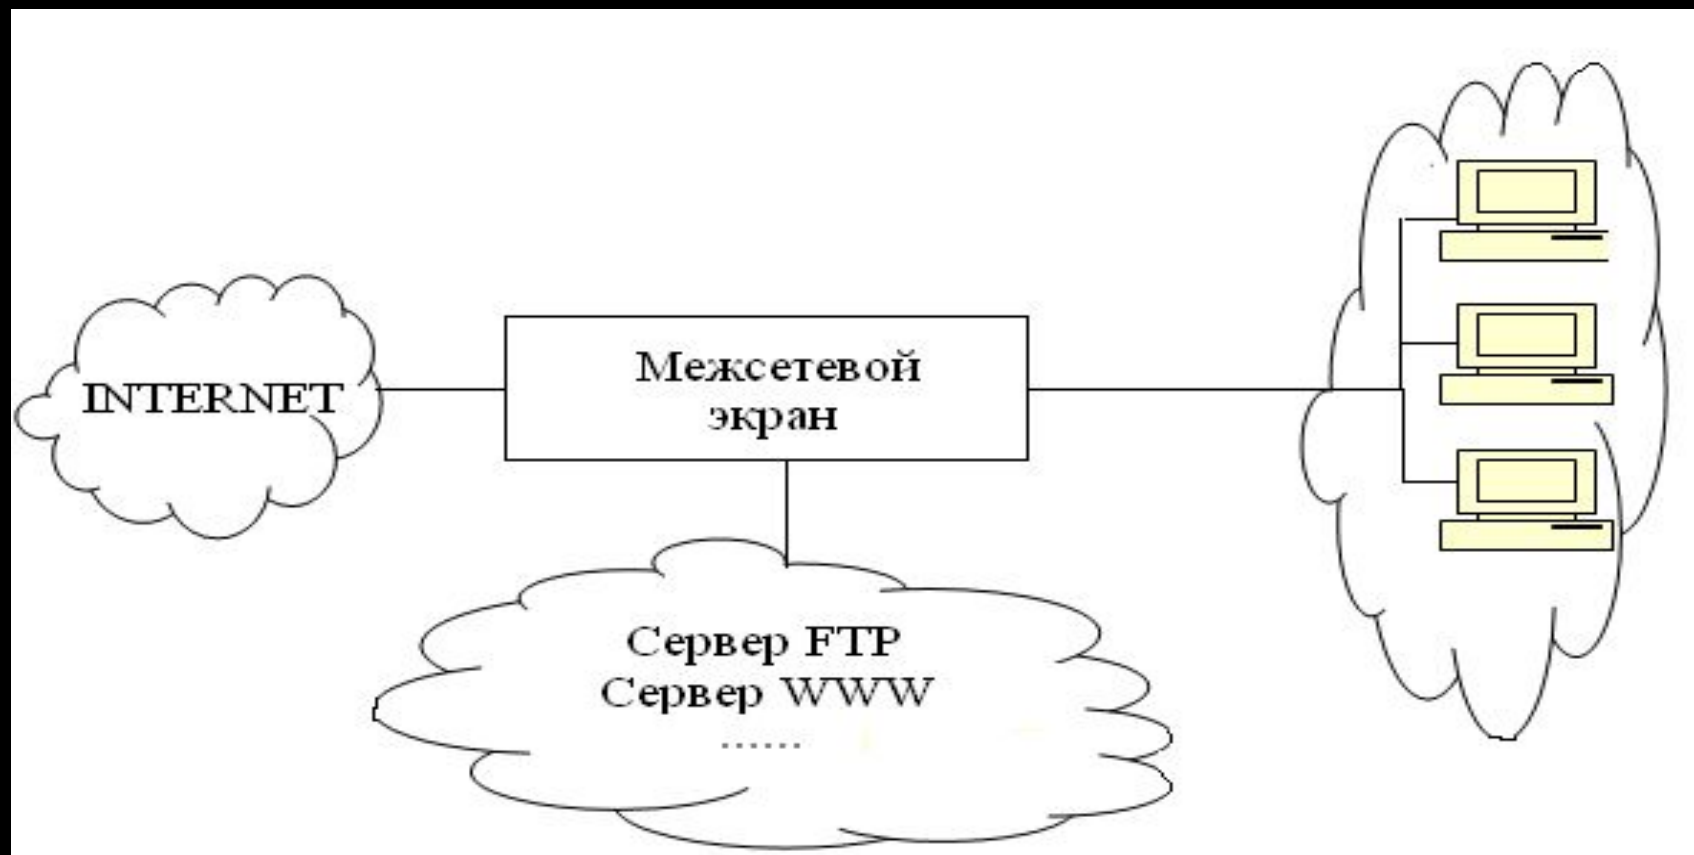 INTERNET
Межсетевой
экран
Сервер FTP
Сервер WWW
......